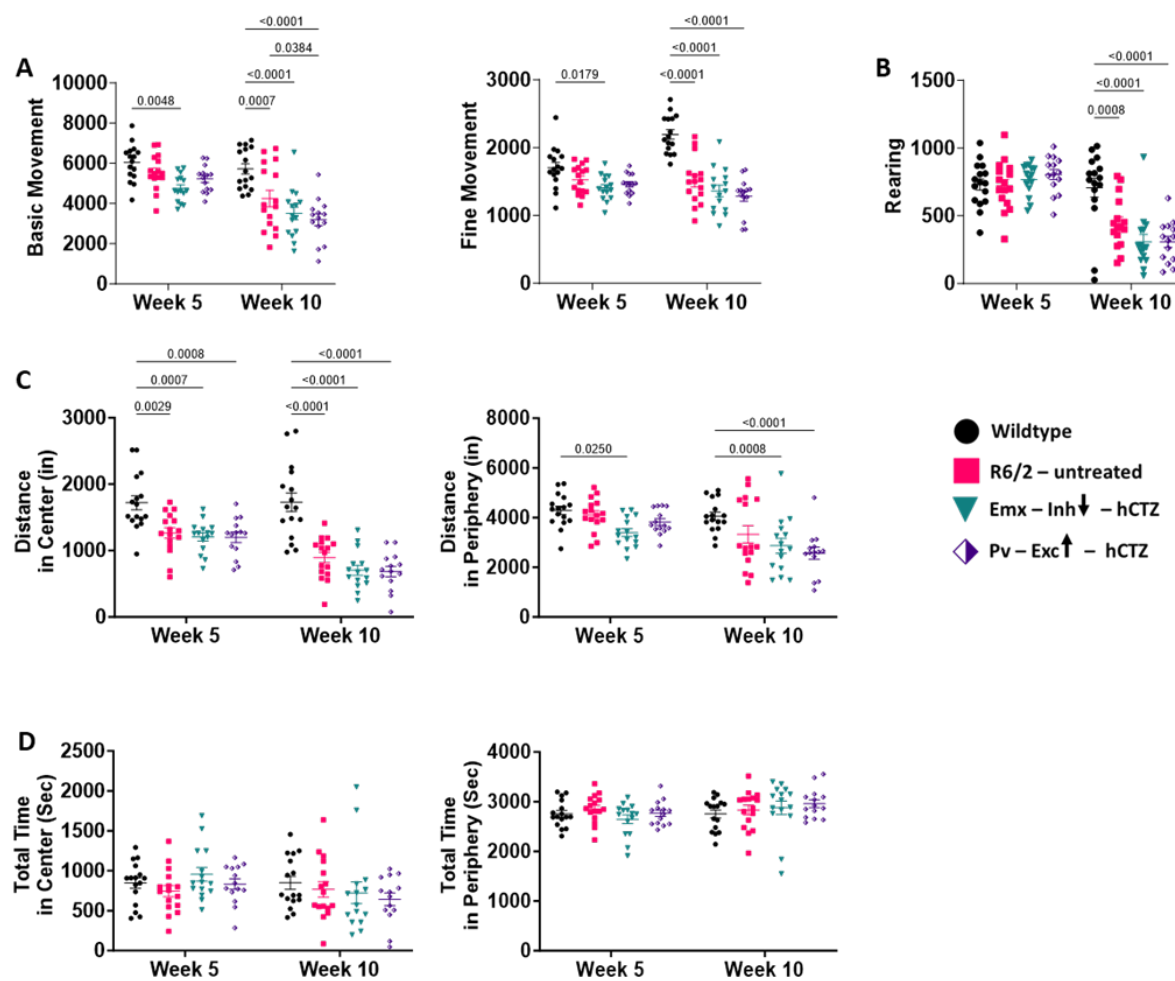 <0.0001
0.0384
<0.0001
0.0007
0.0048
A
10000
8000
6000
4000
2000
0
Basic Movement
Week 5
Week 10
<0.0001
<0.0001
<0.0001
0.0179
3000
2000
1000
0
Fine Movement
Week 5
Week 10
B
<0.0001
<0.0001
0.0008
1500
1000
500
0
Rearing
Week 5
Week 10
C
0.0008
0.0007
0.0029
<0.0001
<0.0001
<0.0001
3000
2000
1000
0
Distance
in Center (in)
Week 5
Week 10
<0.0001
0.0250
0.0008
8000
6000
4000
2000
0
Distance
in Periphery (in)
Week 5
Week 10
Wildtype
R6/2 – untreated
Emx – Inh⬇ – hCTZ
Pv – Exc⬆ – hCTZ
D
2500
2000
1500
1000
500
0
Total Time
in Center (Sec)
Week 5
Week 10
4000
3000
2000
1000
0
Total Time
in Periphery (Sec)
Week 5
Week 10